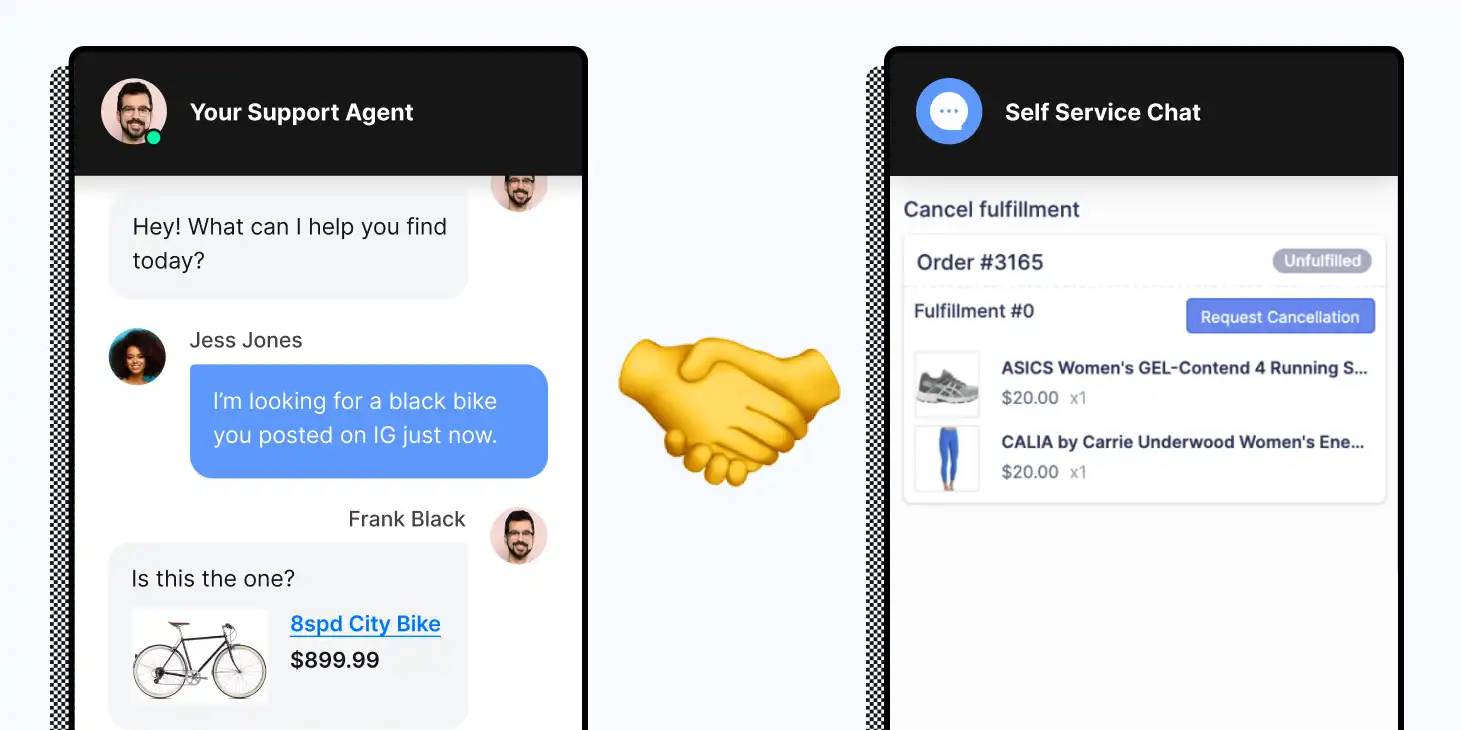 Your Support Agent
Hey! What can I help you find
today?
Jess Jones
I’m looking for a black bike
you posted on IG just now.
Frank Black
Is this the one?
8spd City Bike
$899.99
Self Service Chat
Cancel fulfillment
Order #3165
Unfulfilled
Fulfillment #0
Request Cancellation
ASICS Women's GEL-Contend 4 Running S...
$20.00 x1
CALIA by Carrie Underwood Women's Ene...
$20.00 x1